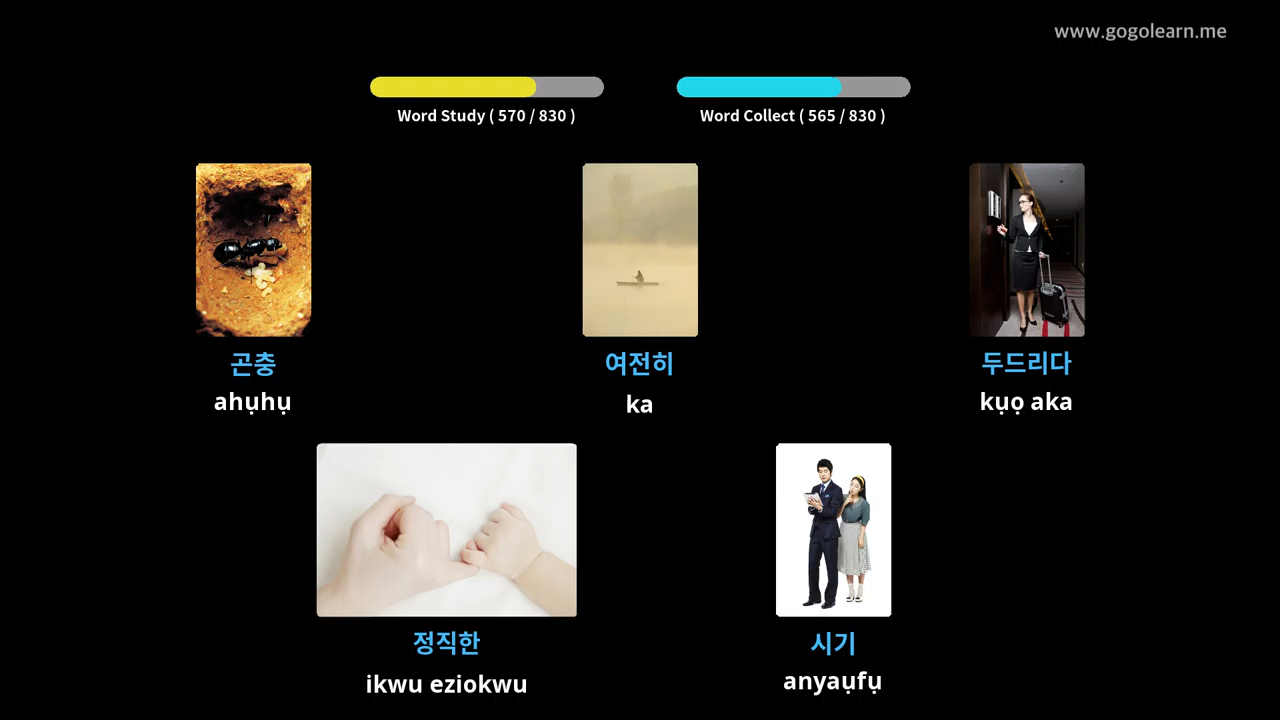 www.gogolearn.me
Word Study ( 570 / 830 )
Word Collect ( 565 / 830 )
곤충
ahụhụ
여전히
ka
두드리다
kụọ aka
정직한
ikwu eziokwu
시기
anyaụfụ